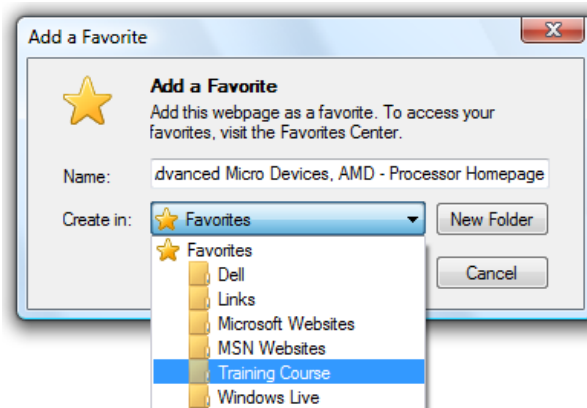 Add a Favorite
Add a Favorite
Add this webpage as a favorite. To access your
favorites, visit the Favorites Center.
Name: dvanced Micro Devices, AMD - Processor Homepage
Create in: Favorites New Folder
Favorites
Dell
Cancel
Links
Microsoft Websites
MSN Websites
Training Course
Windows Live